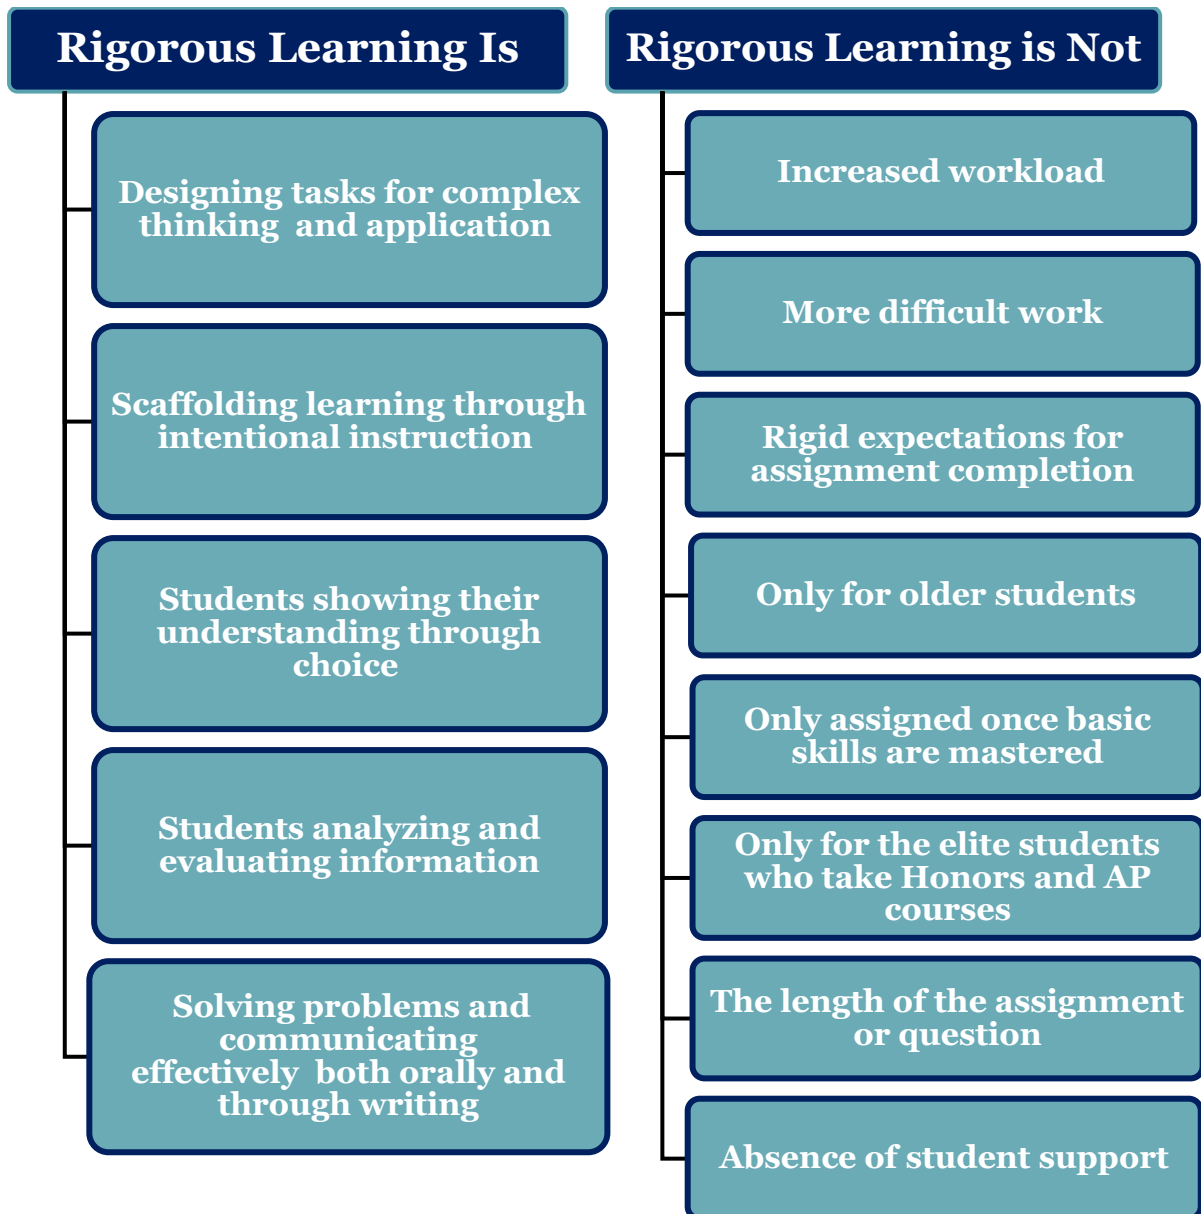 Rigorous Learning Is
Designing tasks for complex
thinking  and application
Scaffolding learning through
intentional instruction
Students showing their
understanding through
choice
Students analyzing and
evaluating information
Solving problems and
communicating
effectively  both orally and
through writing
Rigorous Learning is Not
Increased workload
More difficult work
Rigid expectations for
assignment completion
Only for older students
Only assigned once basic
skills are mastered
Only for the elite students
who take Honors and AP
courses
The length of the assignment
or question
Absence of student support